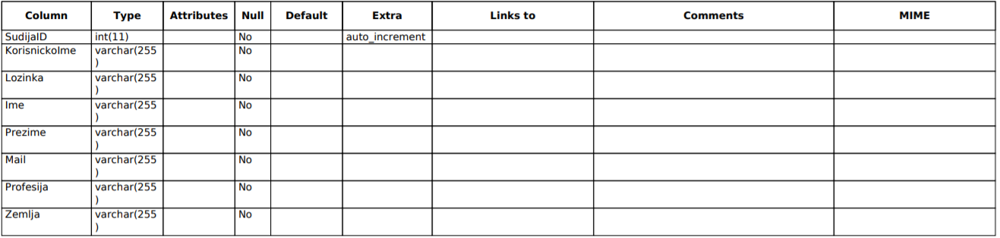 Column Type Attributes Null Default Extra Links to Comments MIME
SudijaID int(11) No auto_increment
KorisnickoIme varchar(255 No
)
Lozinka varchar(255 No
)
Ime varchar(255 No
)
Prezime varchar(255 No
)
Mail varchar(255 No
)
Profesija varchar(255 No
)
Zemlja varchar(255 No
)